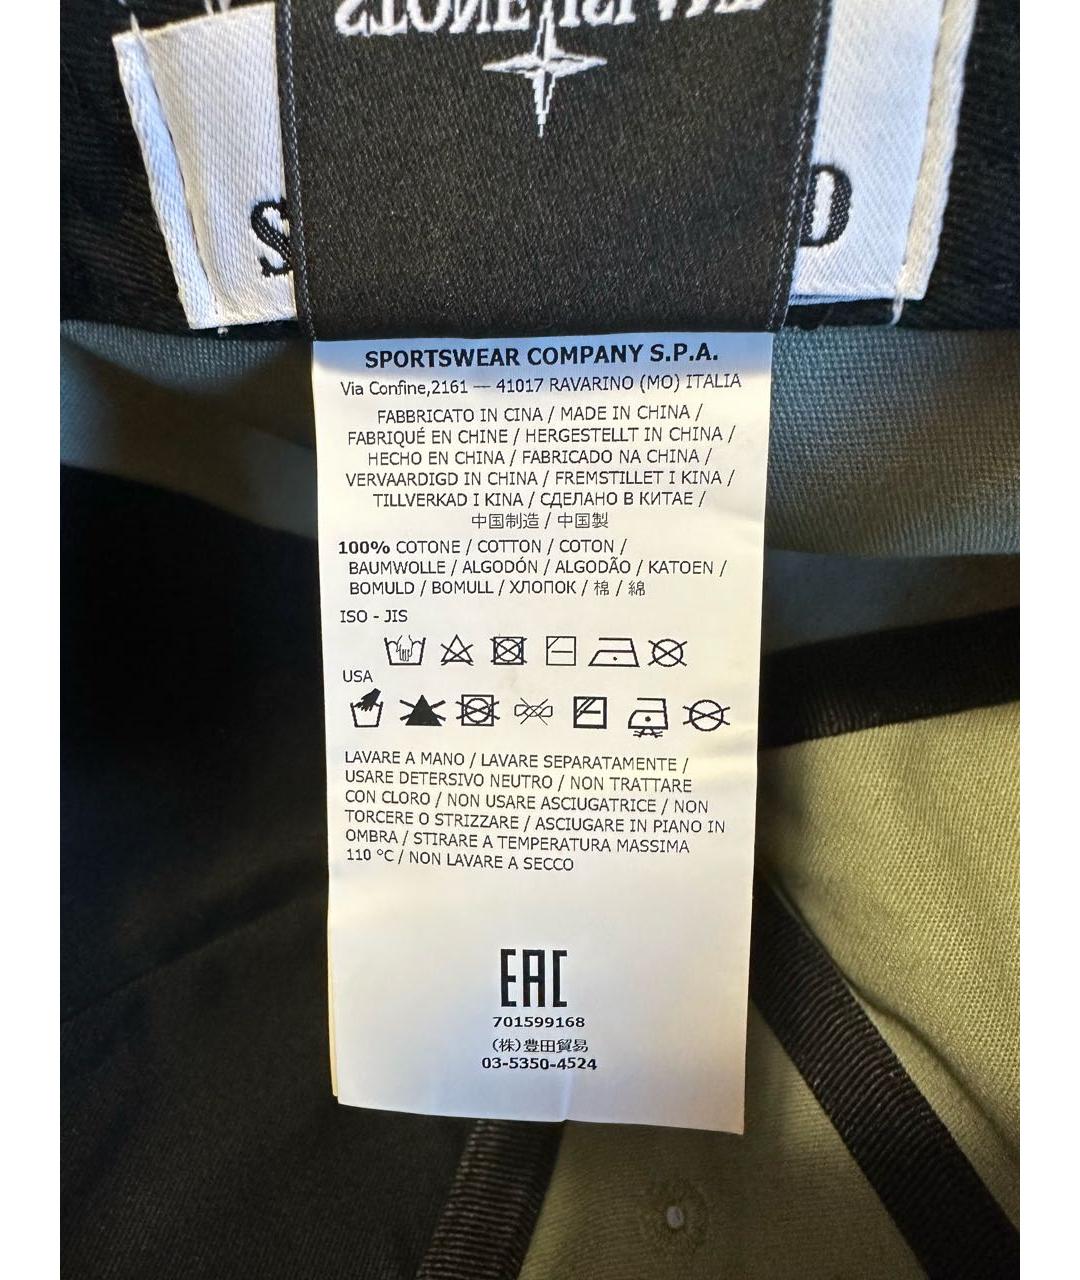 SPORTSWEAR COMPANY S.P.A.
Via Confine,2161 — 41017 RAVARINO (MO) ITALIA
FABBRICATO IN CINA / MADE IN CHINA /
FABRIQUÉ EN CHINE / HERGESTELLT IN CHINA /
HECHO EN CHINA / FABRICADO NA CHINA /
VERVAARDIGD IN CHINA / FREMSTILLET I KINA /
TILLVERKAD I KINA / СДЕЛАНО В КИТАЕ /
中国制造 / 中国製
100% COTONE / COTTON / COTON /
BAUMWOLLE / ALGODÓN / ALGODÃO / KATOEN /
BOMULD / BOMULL / ХЛОПОК / 棉 / 綿
ISO - JIS
USA
LAVARE A MANO / LAVARE SEPARATAMENTE /
USARE DETERSIVO NEUTRO / NON TRATTARE
CON CLORO / NON USARE ASCIUGATRICE / NON
TORCERE O STRIZZARE / ASCIUGARE IN PIANO IN
OMBRA / STIRARE A TEMPERATURA MASSIMA
110 °C / NON LAVARE A SECCO
EAC
701599168
(株)豊田貿易
03-5350-4524